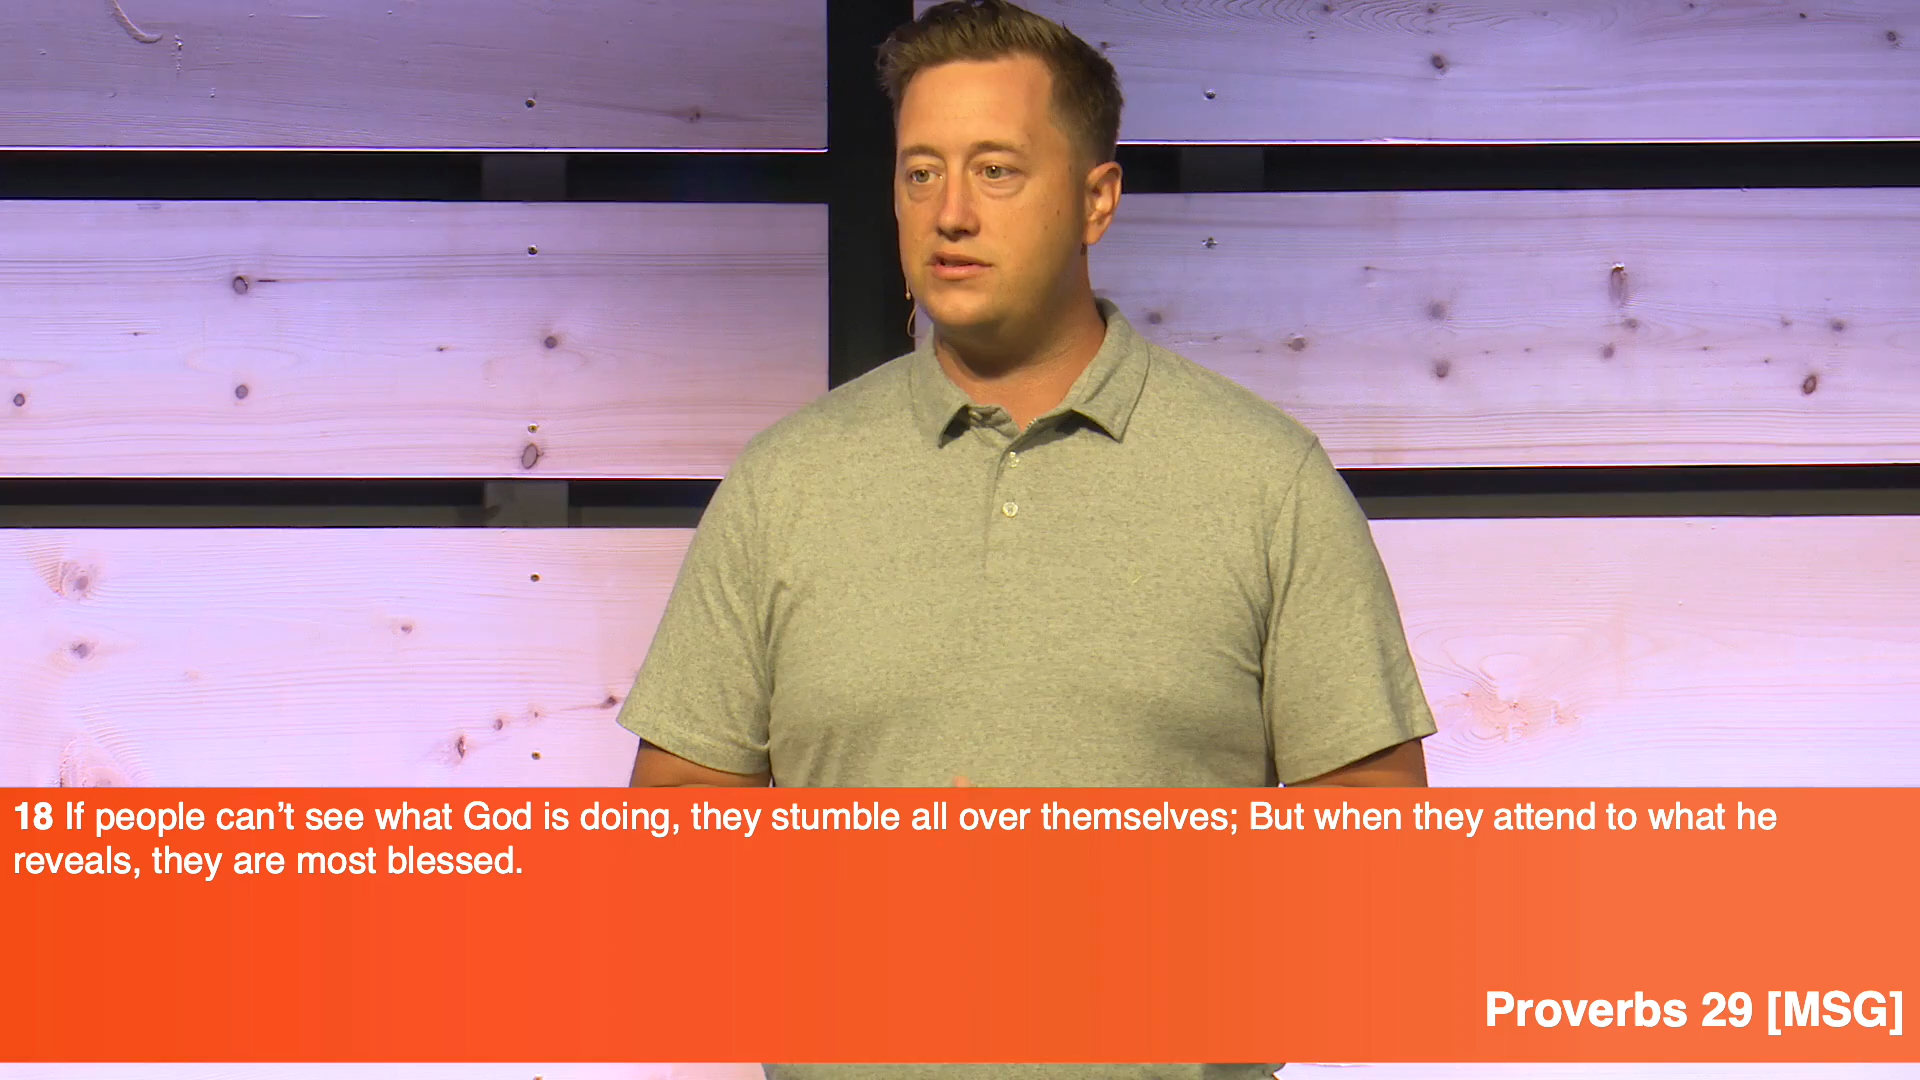 18 If people can’t see what God is doing, they stumble all over themselves; But when they attend to what he
reveals, they are most blessed.
Proverbs 29 [MSG]